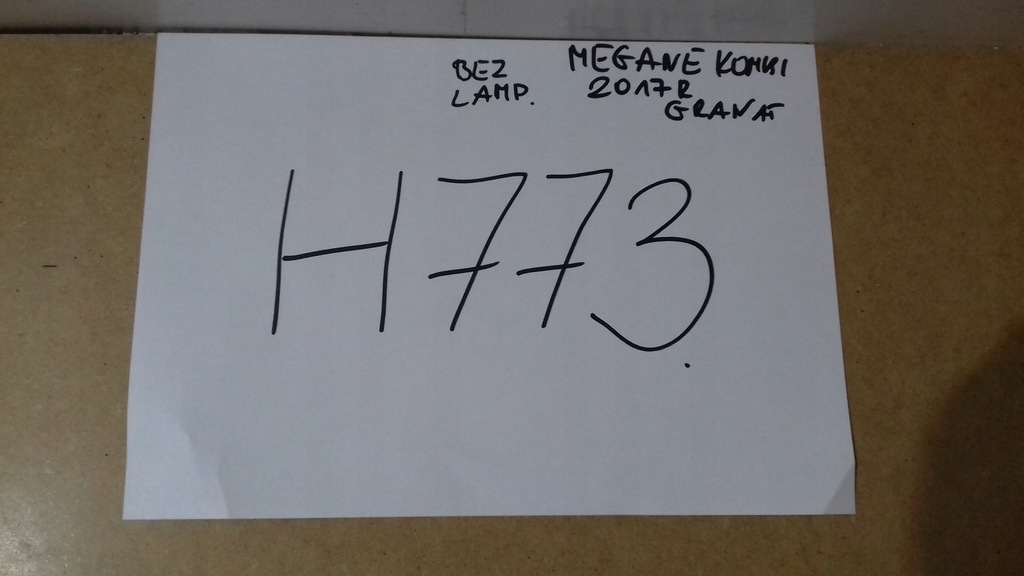 BEZ
LAMP.
MEGANE KOMBI
2017R
GRANAT
H773.